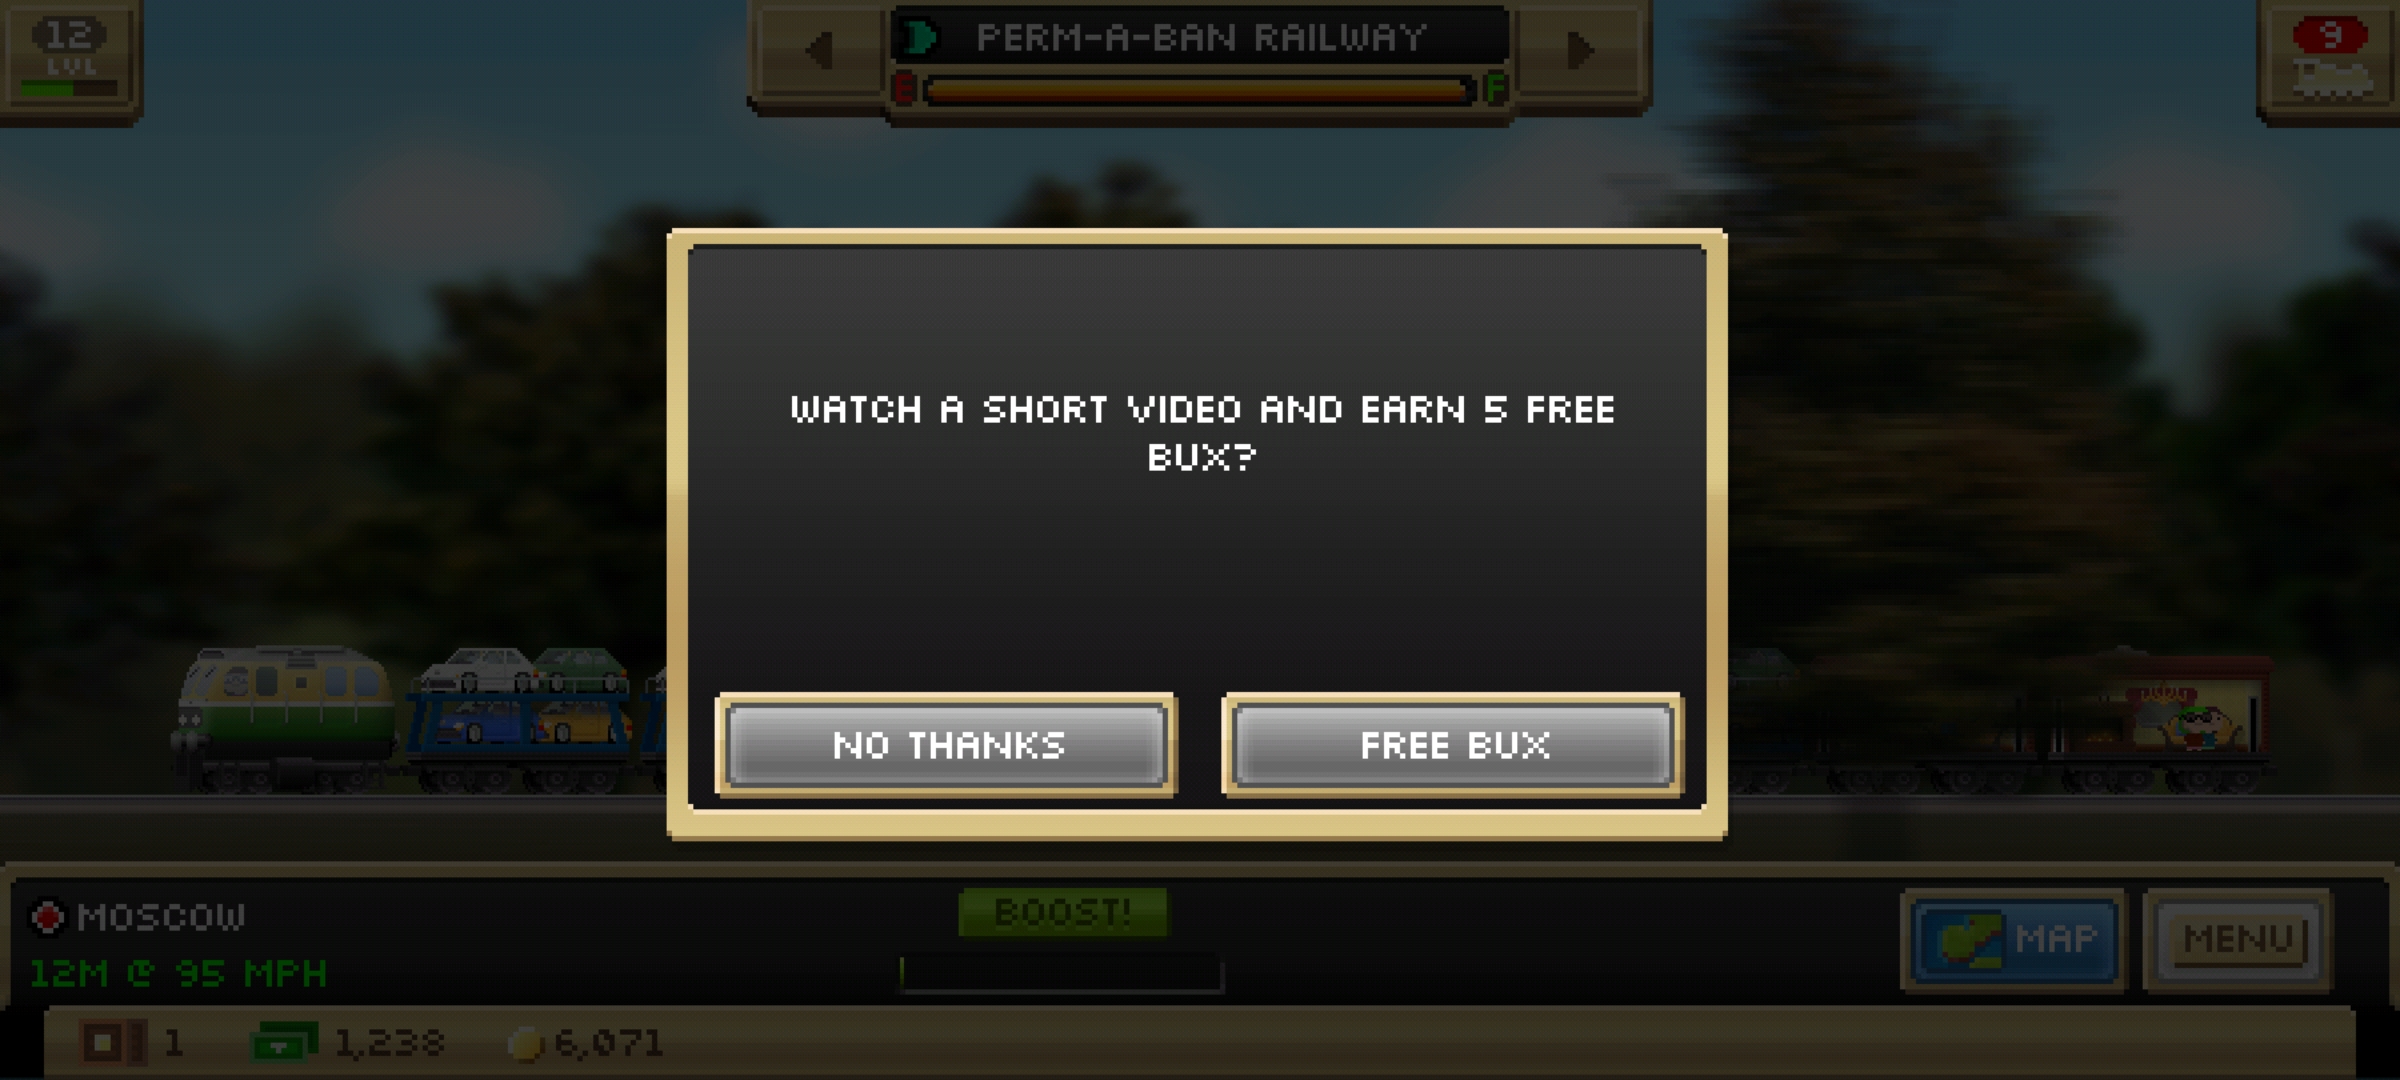 12
LVL
PERM-A-BAN RAILWAY
E F
9
WATCH A SHORT VIDEO AND EARN 5 FREE
BUX?
NO THANKS
FREE BUX
MOSCOW
12M @ 95 MPH
BOOST!
MAP
MENU
1
1,238
6,071